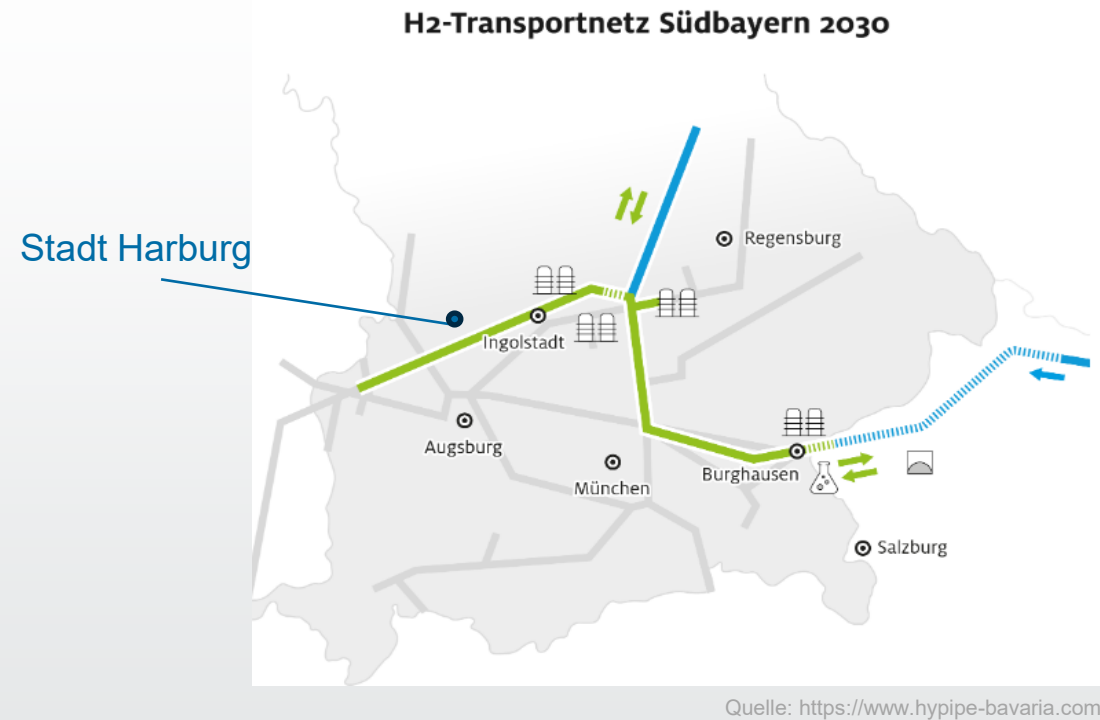 H2-Transportnetz Südbayern 2030
Regensburg
Stadt Harburg
Ingolstadt
Augsburg
München
Burghausen
Salzburg
Quelle: https://www.hypipe-bavaria.com